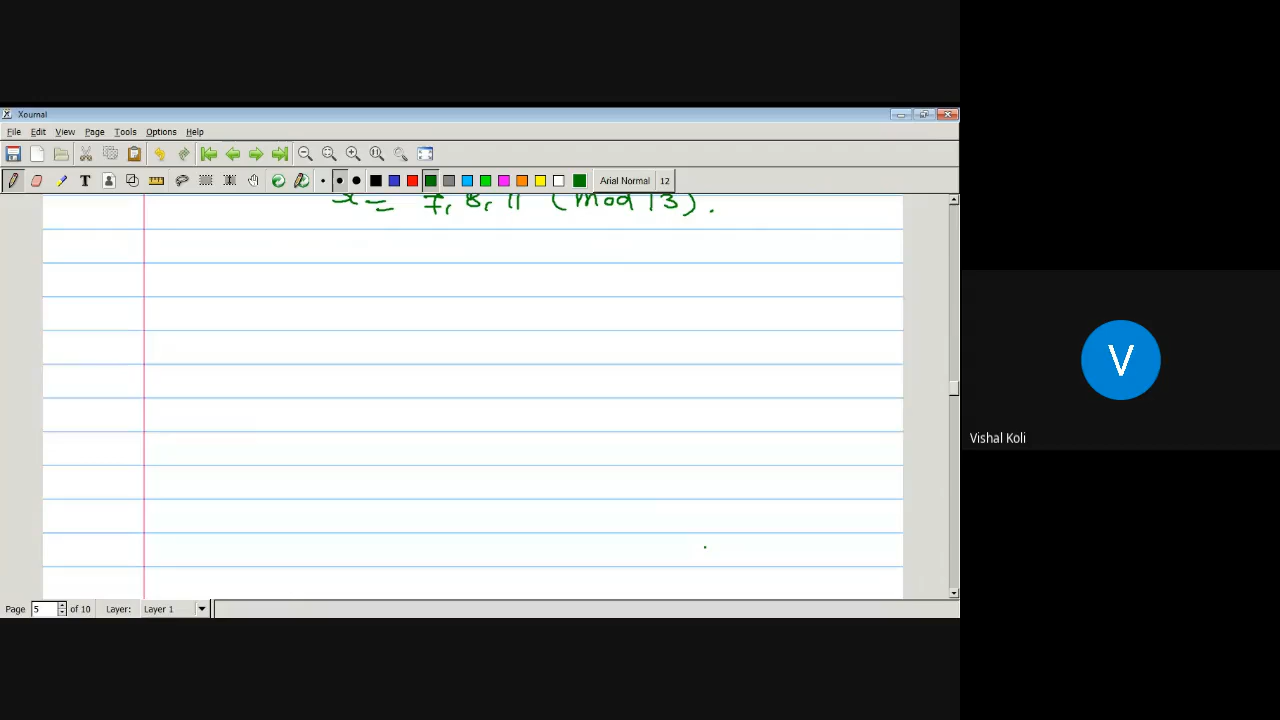 Xournal
File Edit View Page Tools Options Help
Arial Normal 12
x = 7, 8, 11 (mod 13).
Page 5 of 10 Layer: Layer 1
V
Vishal Koli